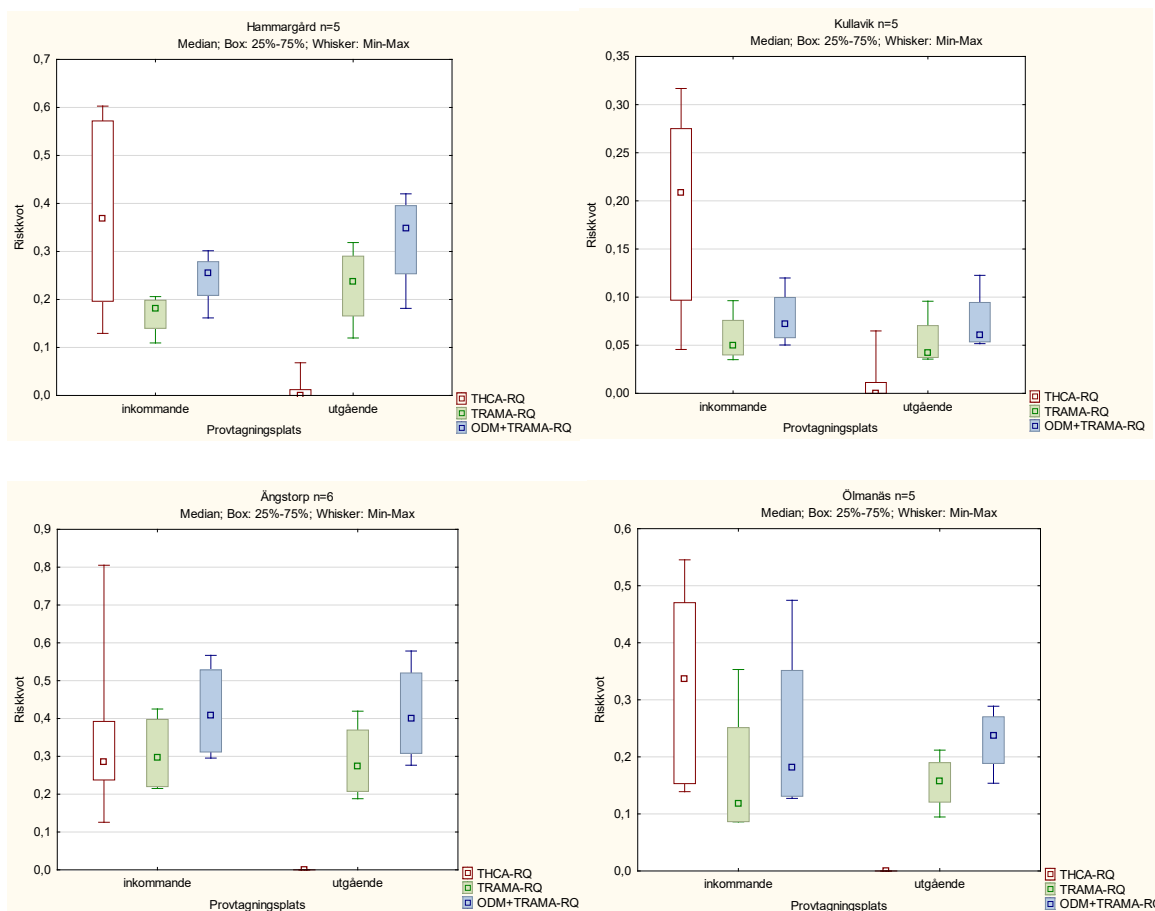 Hammargård n=5
Median; Box: 25%-75%; Whisker: Min-Max
0,7
0,6
0,5
0,4
0,3
0,2
0,1
0,0
Riskkvot
inkommande
utgående
Provtagningsplats
THCA-RQ
TRAMA-RQ
ODM+TRAMA-RQ
Kullavik n=5
Median; Box: 25%-75%; Whisker: Min-Max
0,35
0,30
0,25
0,20
0,15
0,10
0,05
0,00
Riskkvot
inkommande
utgående
Provtagningsplats
THCA-RQ
TRAMA-RQ
ODM+TRAMA-RQ
Ängstorp n=6
Median; Box: 25%-75%; Whisker: Min-Max
0,9
0,8
0,7
0,6
0,5
0,4
0,3
0,2
0,1
0,0
Riskkvot
inkommande
utgående
Provtagningsplats
THCA-RQ
TRAMA-RQ
ODM+TRAMA-RQ
Ölmanäs n=5
Median; Box: 25%-75%; Whisker: Min-Max
0,6
0,5
0,4
0,3
0,2
0,1
0,0
Riskkvot
inkommande
utgående
Provtagningsplats
THCA-RQ
TRAMA-RQ
ODM+TRAMA-RQ